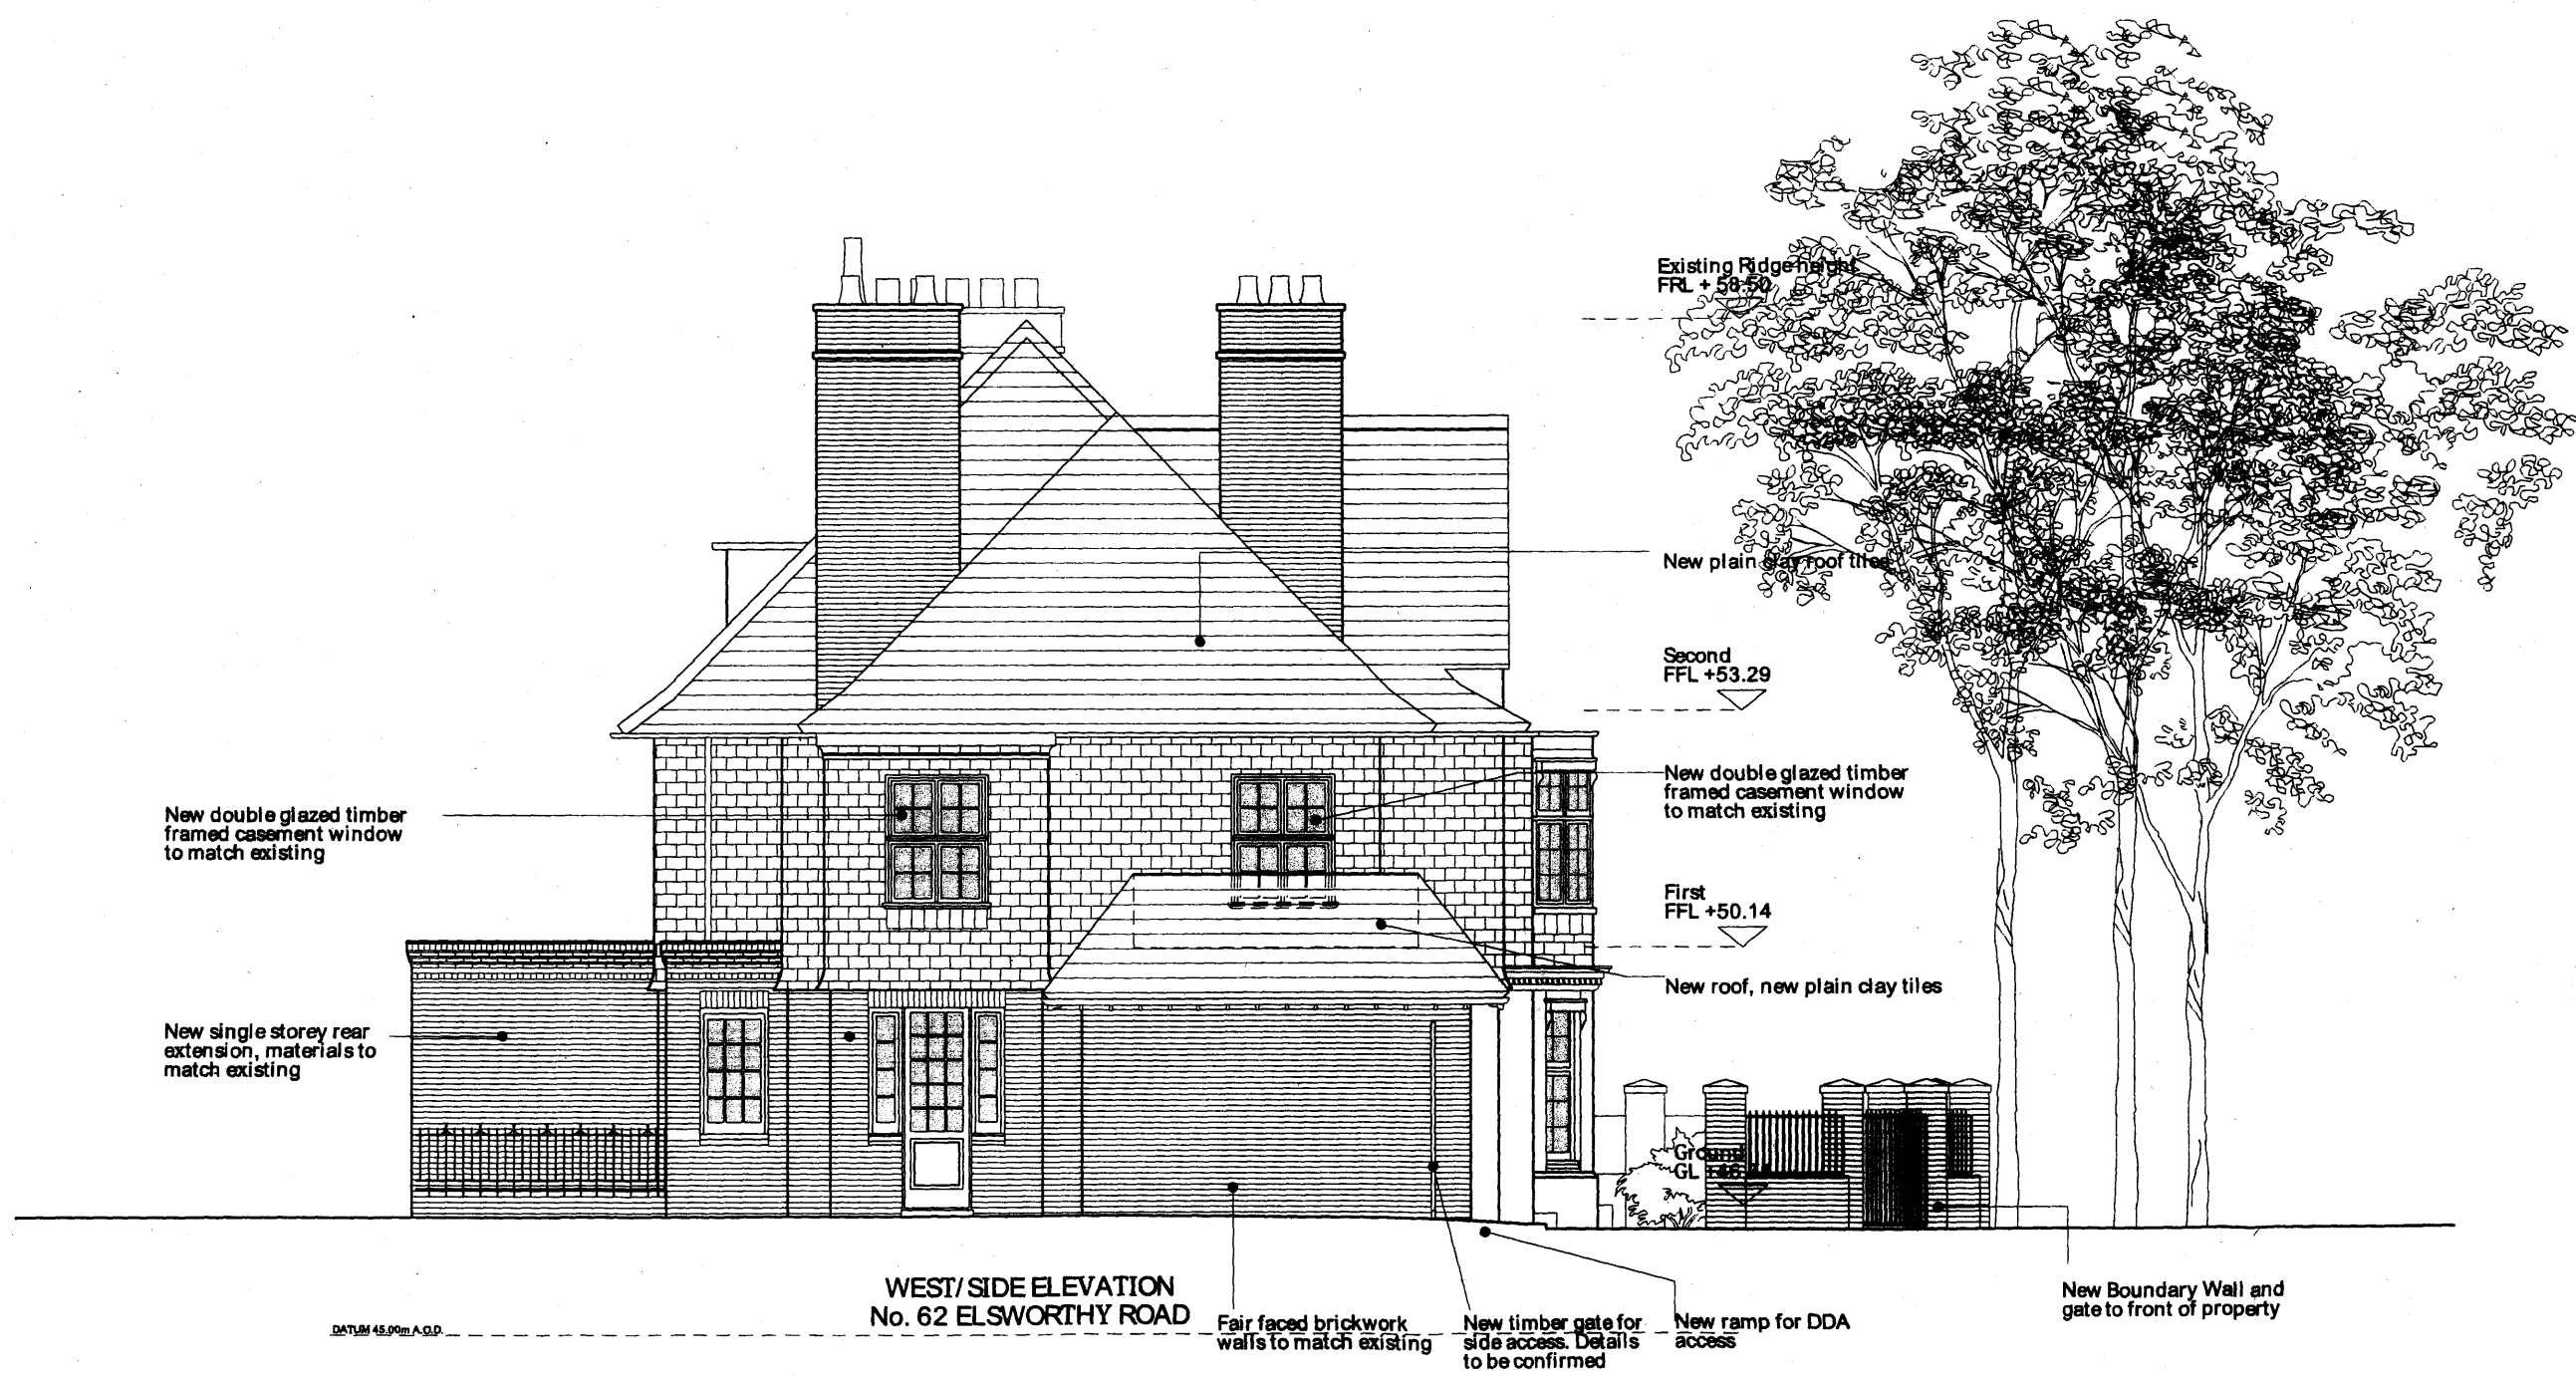 Existing Ridge height
FRL + 58.50
New plain clay roof tiles
Second
FFL +53.29
New double glazed timber
framed casement window
to match existing
New double glazed timber
framed casement window
to match existing
First
FFL +50.14
New roof, new plain clay tiles
New single storey rear
extension, materials to
match existing
Ground
GL
WEST/ SIDE ELEVATION
No. 62 ELSWORTHY ROAD
DATUM 45.00m A.O.D.
Fair faced brickwork
walls to match existing
New timber gate for
side access. Details
to be confirmed
New ramp for DDA
access
New Boundary Wall and
gate to front of property